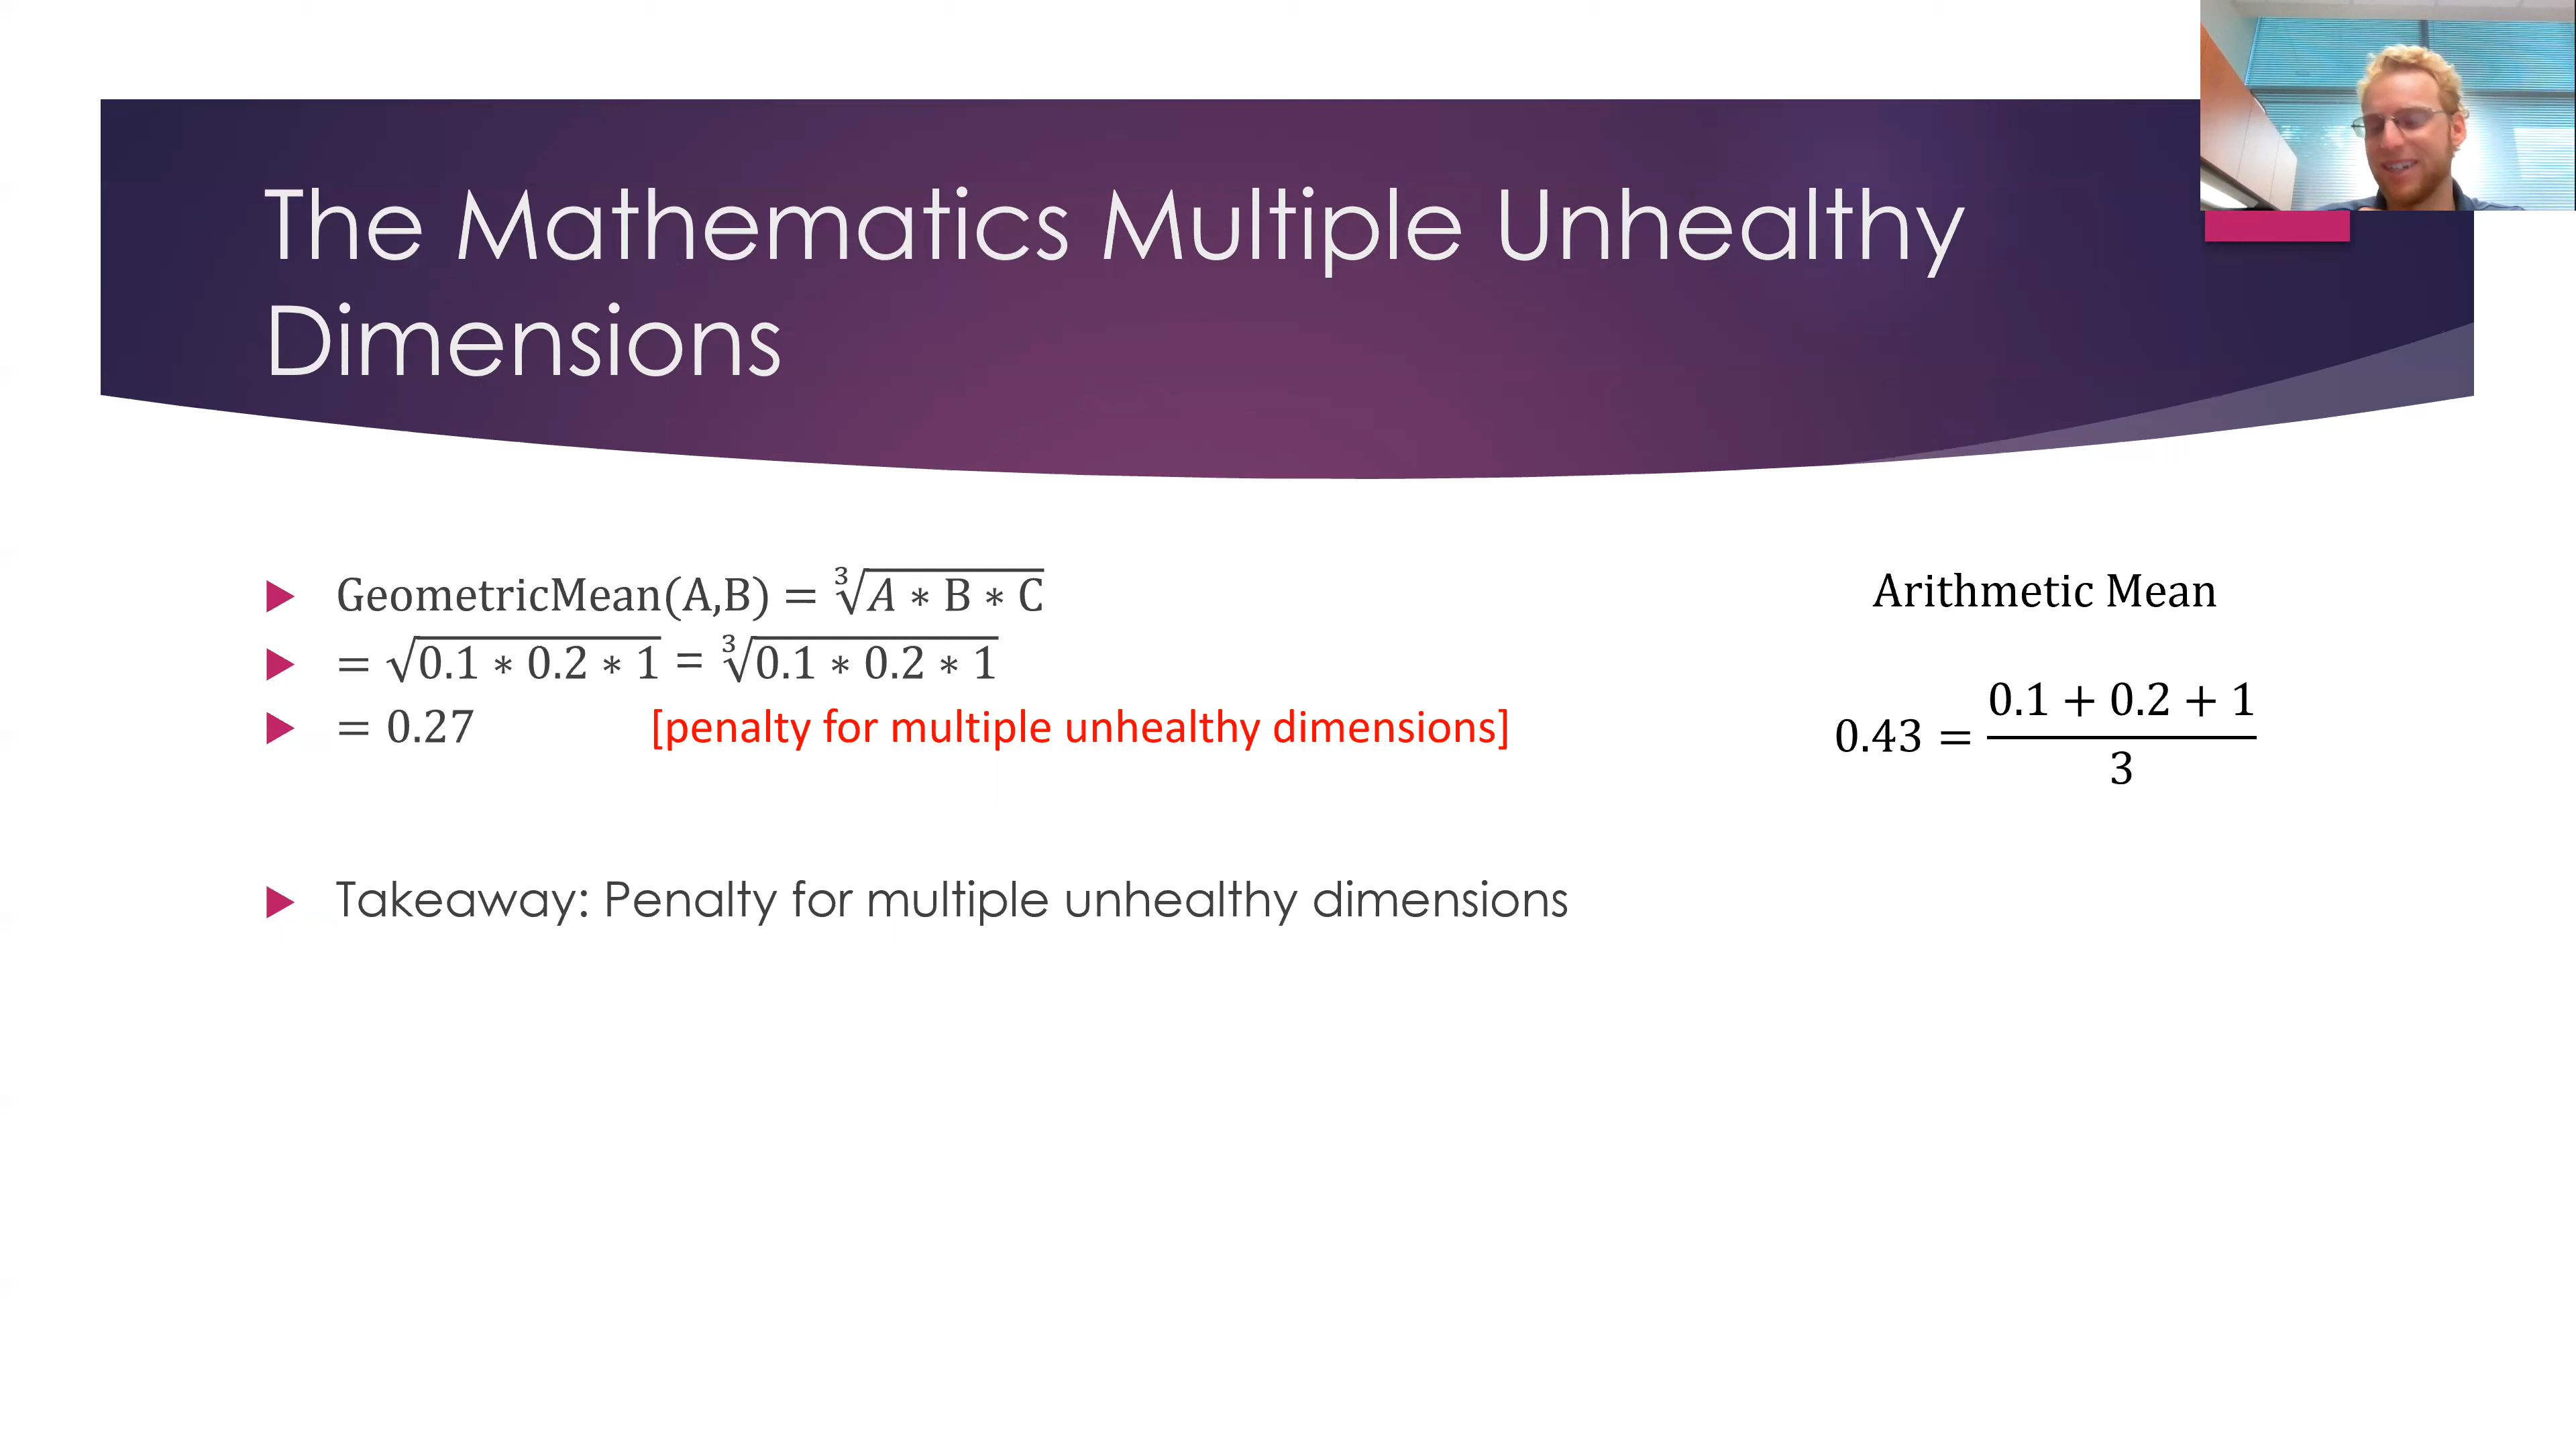 The Mathematics Multiple Unhealthy
Dimensions
GeometricMean(A,B) = ∛(A ∗ B ∗ C)
= √(0.1 ∗ 0.2 ∗ 1) = ∛(0.1 ∗ 0.2 ∗ 1)
= 0.27 [penalty for multiple unhealthy dimensions]
Takeaway: Penalty for multiple unhealthy dimensions
Arithmetic Mean
0.43 = (0.1 + 0.2 + 1)/3